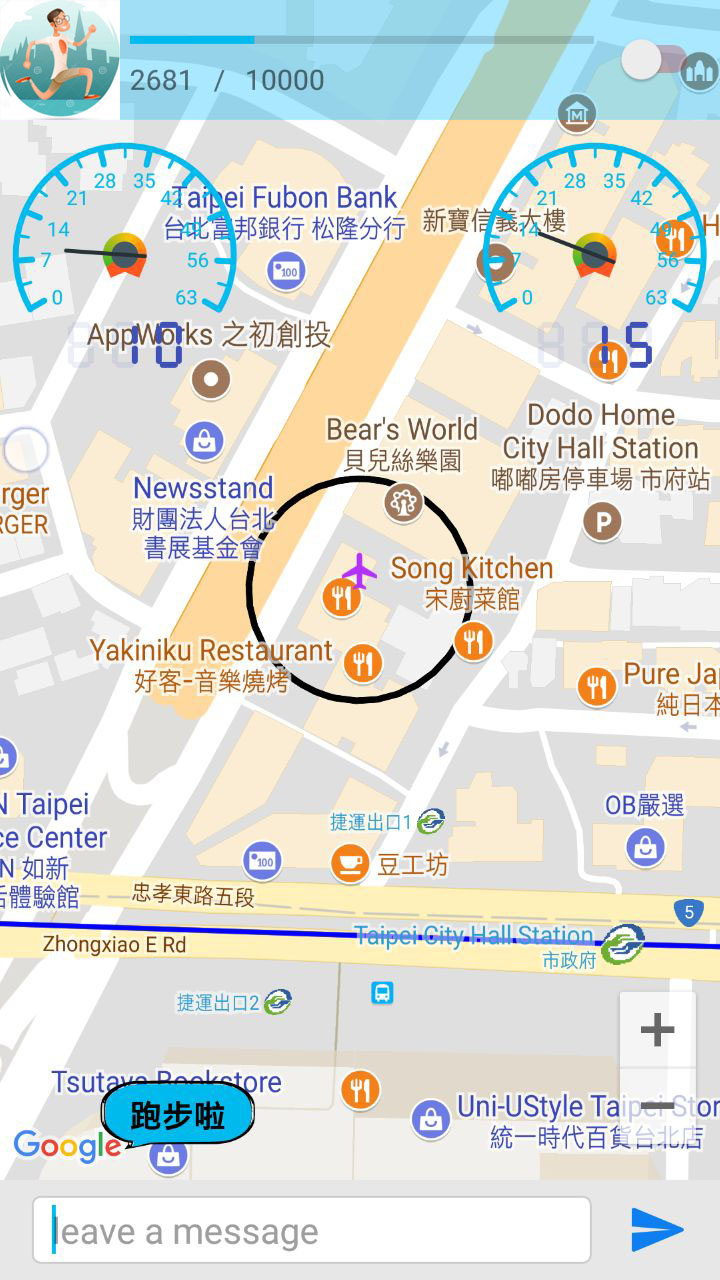 2681 / 10000
0 7 14 21 28 35 42 49 56 63
0 7 14 21 28 35 42 49 56 63
10
15
Taipei Fubon Bank
台北富邦銀行 松隆分行
新寶信義大樓
H
AppWorks 之初創投
Bear's World
貝兒絲樂園
Dodo Home
City Hall Station
嘟嘟房停車場 市府站
P
rger
RGER
Newsstand
財團法人台北
書展基金會
Song Kitchen
宋廚菜館
Yakiniku Restaurant
好客-音樂燒烤
Pure Jap
純日本
N Taipei
ce Center
N 如新
活體驗館
捷運出口1
豆工坊
OB嚴選
忠孝東路五段
5
Zhongxiao E Rd
Taipei City Hall Station
市政府
捷運出口2
Tsutaya Bookstore
跑步啦
Uni-UStyle Taipei Stor
統一時代百貨台北店
Google
leave a message